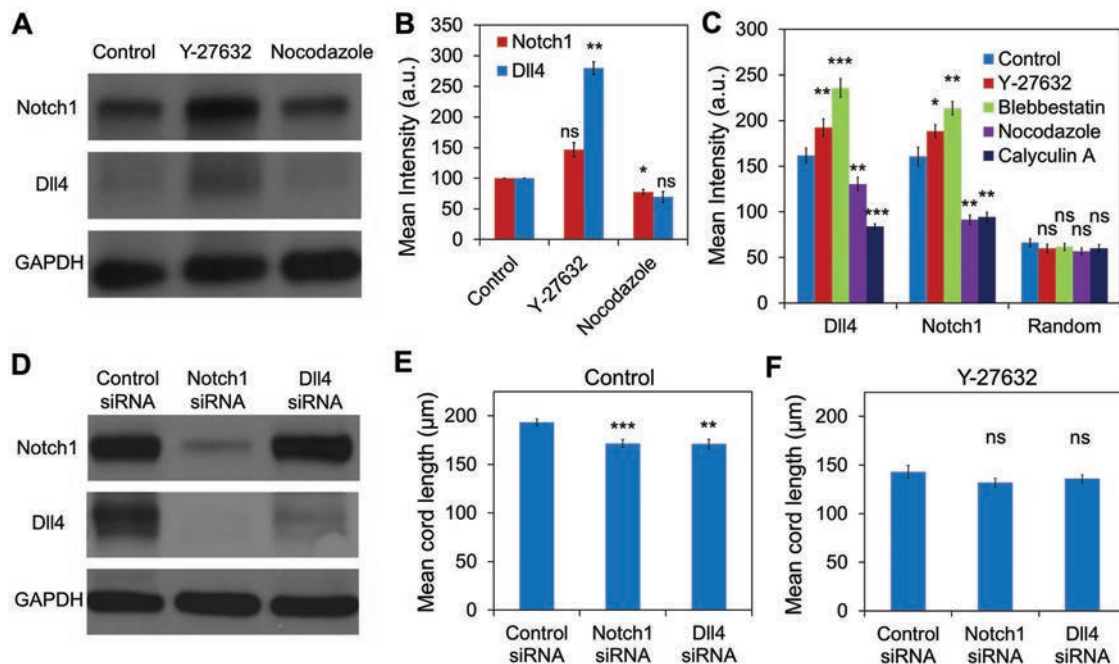 A
Control Y-27632 Nocodazole
Notch1
Dll4
GAPDH
B
Mean Intensity (a.u.)
350
300
250
200
150
100
50
0
Notch1
Dll4
ns
**
*
ns
Control
Y-27632
Nocodazole
C
Mean Intensity (a.u.)
300
250
200
150
100
50
0
Control
Y-27632
Blebbestatin
Nocodazole
Calyculin A
**
***
**
***
*
**
**
**
ns
ns
ns
ns
Dll4 Notch1 Random
D
Control Notch1 Dll4
siRNA siRNA siRNA
Notch1
Dll4
GAPDH
E
Control
Mean cord length (µm)
200
150
100
50
0
***
**
Control Notch1 Dll4
siRNA siRNA siRNA
F
Y-27632
Mean cord length (µm)
200
150
100
50
0
ns
ns
Control Notch1 Dll4
siRNA siRNA siRNA